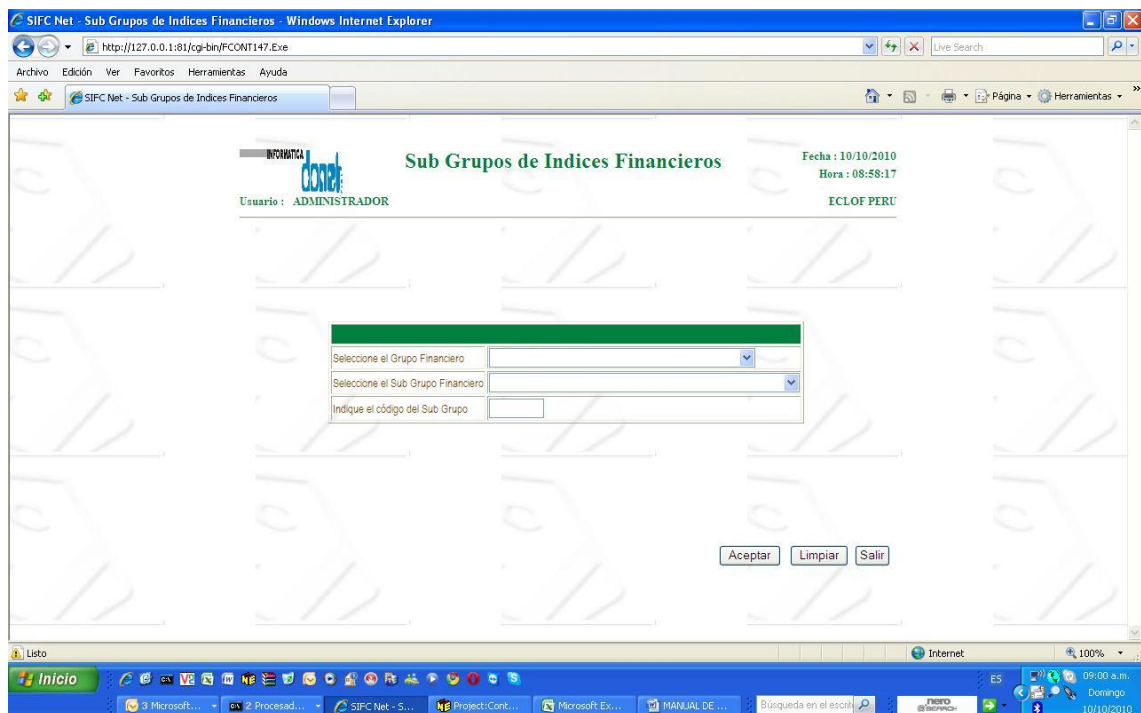 SIFC Net - Sub Grupos de Indices Financieros - Windows Internet Explorer
http://127.0.0.1:81/cgi-bin/FCONT147.Exe
Live Search
Archivo Edición Ver Favoritos Herramientas Ayuda
SIFC Net - Sub Grupos de Indices Financieros
Página
Herramientas
INFORMATICA
donet
Sub Grupos de Indices Financieros
Fecha : 10/10/2010
Hora : 08:58:17
Usuario : ADMINISTRADOR
ECLOF PERU
Seleccione el Grupo Financiero
Seleccione el Sub Grupo Financiero
Indique el código del Sub Grupo
Aceptar Limpiar Salir
Listo
Internet
100%
Inicio
ES
09:00 a.m.
3 Microsoft... 2 Procesad... SIFC Net - S... Project:Cont... Microsoft Ex... MANUAL DE ... Búsqueda en el escrit
nero
SEARCH
Domingo
10/10/2010